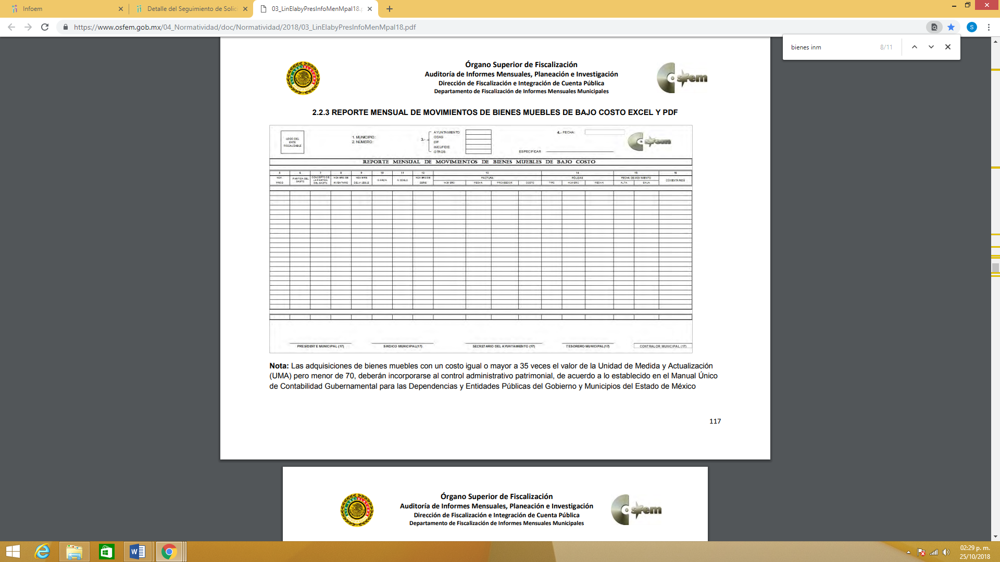 Infoem
Detalle del Seguimiento de Solic
03_LinElabyPresInfoMenMpal18.p
https://www.osfem.gob.mx/04_Normatividad/doc/Normatividad/2018/03_LinElabyPresInfoMenMpal18.pdf
S
bienes inm
8/11
Órgano Superior de Fiscalización
Auditoría de Informes Mensuales, Planeación e Investigación
Dirección de Fiscalización e Integración de Cuenta Pública
Departamento de Fiscalización de Informes Mensuales Municipales
LIX LEGISLATURA
Osfem
2.2.3 REPORTE MENSUAL DE MOVIMIENTOS DE BIENES MUEBLES DE BAJO COSTO EXCEL Y PDF
LOGO DEL
ENTE
FISCALIZABLE
1. MUNICIPIO:
2. NÚMERO:
3.-
AYUNTAMIENTO
ODAS
DIF
IMCUFIDE
OTROS
4.- FECHA:
ESPECIFICAR
Osfem
REPORTE MENSUAL DE MOVIMIENTOS DE BIENES MUEBLES DE BAJO COSTO
5 6 7 8 9 10 11 12 13 14 15 16
NÚM. PROG
PARTIDA DEL GASTO
CONCEPTO DE LA PARTIDA DEL GASTO
NÚMERO DE INVENTARIO
NOMBRE DEL MUEBLE
MARCA
MODELO
NÚMERO DE SERIE
FACTURA
NÚMERO FECHA PROVEEDOR COSTO
PÓLIZAS
TIPO NÚMERO FECHA
FECHA DE MOVIMIENTO
ALTA BAJA
COMENTARIOS
PRESIDENTE MUNICIPAL (17)
SINDICO MUNICIPAL(17)
SECRETARIO DEL AYUNTAMIENTO (17)
TESORERO MUNICIPAL(17)
CONTRALOR MUNICIPAL (17)
Nota: Las adquisiciones de bienes muebles con un costo igual o mayor a 35 veces el valor de la Unidad de Medida y Actualización
(UMA) pero menor de 70, deberán incorporarse al control administrativo patrimonial, de acuerdo a lo establecido en el Manual Único
de Contabilidad Gubernamental para las Dependencias y Entidades Públicas del Gobierno y Municipios del Estado de México
117
LIX LEGISLATURA
Órgano Superior de Fiscalización
Auditoría de Informes Mensuales, Planeación e Investigación
Dirección de Fiscalización e Integración de Cuenta Pública
Departamento de Fiscalización de Informes Mensuales Municipales
Osfem
02:29 p. m.
25/10/2018